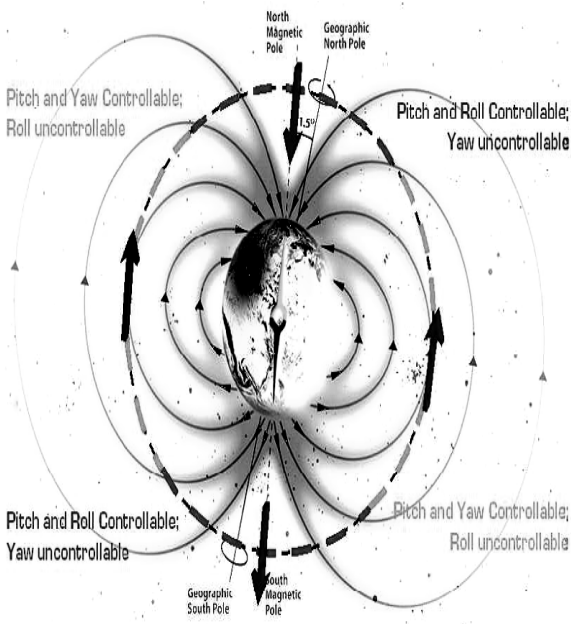 North
Magnetic
Pole
Geographic
North Pole
Pitch and Yaw Controllable;
Roll uncontrollable
Pitch and Roll Controllable;
Yaw uncontrollable
1.5º
Pitch and Roll Controllable;
Yaw uncontrollable
Pitch and Yaw Controllable;
Roll uncontrollable
Geographic
South Pole
South
Magnetic
Pole